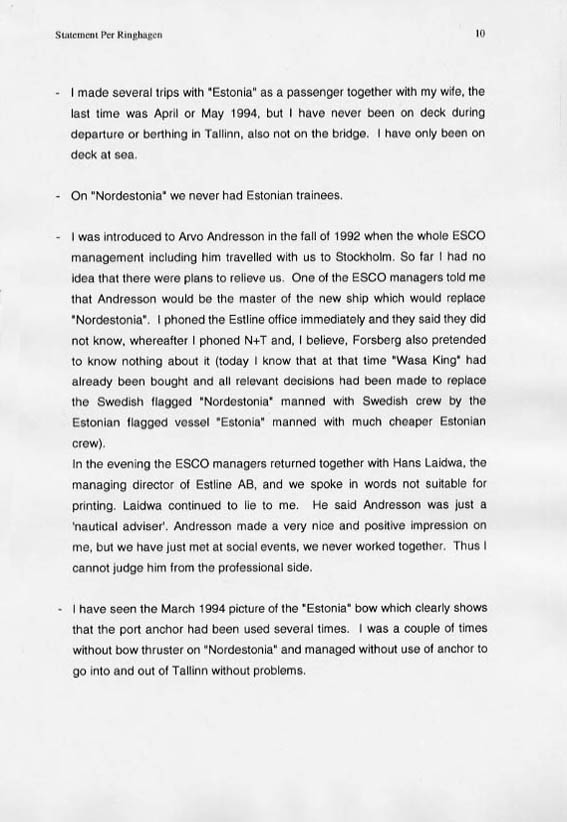 Statement Per Ringhagen 10
- I made several trips with "Estonia" as a passenger together with my wife, the
last time was April or May 1994, but I have never been on deck during
departure or berthing in Tallinn, also not on the bridge. I have only been on
deck at sea.
- On "Nordestonia" we never had Estonian trainees.
- I was introduced to Arvo Andresson in the fall of 1992 when the whole ESCO
management including him travelled with us to Stockholm. So far I had no
idea that there were plans to relieve us. One of the ESCO managers told me
that Andresson would be the master of the new ship which would replace
"Nordestonia". I phoned the Estline office immediately and they said they did
not know, whereafter I phoned N+T and, I believe, Forsberg also pretended
to know nothing about it (today I know that at that time "Wasa King" had
already been bought and all relevant decisions had been made to replace
the Swedish flagged "Nordestonia" manned with Swedish crew by the
Estonian flagged vessel "Estonia" manned with much cheaper Estonian
crew).
In the evening the ESCO managers returned together with Hans Laidwa, the
managing director of Estline AB, and we spoke in words not suitable for
printing. Laidwa continued to lie to me. He said Andresson was just a
'nautical adviser'. Andresson made a very nice and positive impression on
me, but we have just met at social events, we never worked together. Thus I
cannot judge him from the professional side.
- I have seen the March 1994 picture of the "Estonia" bow which clearly shows
that the port anchor had been used several times. I was a couple of times
without bow thruster on "Nordestonia" and managed without use of anchor to
go into and out of Tallinn without problems.